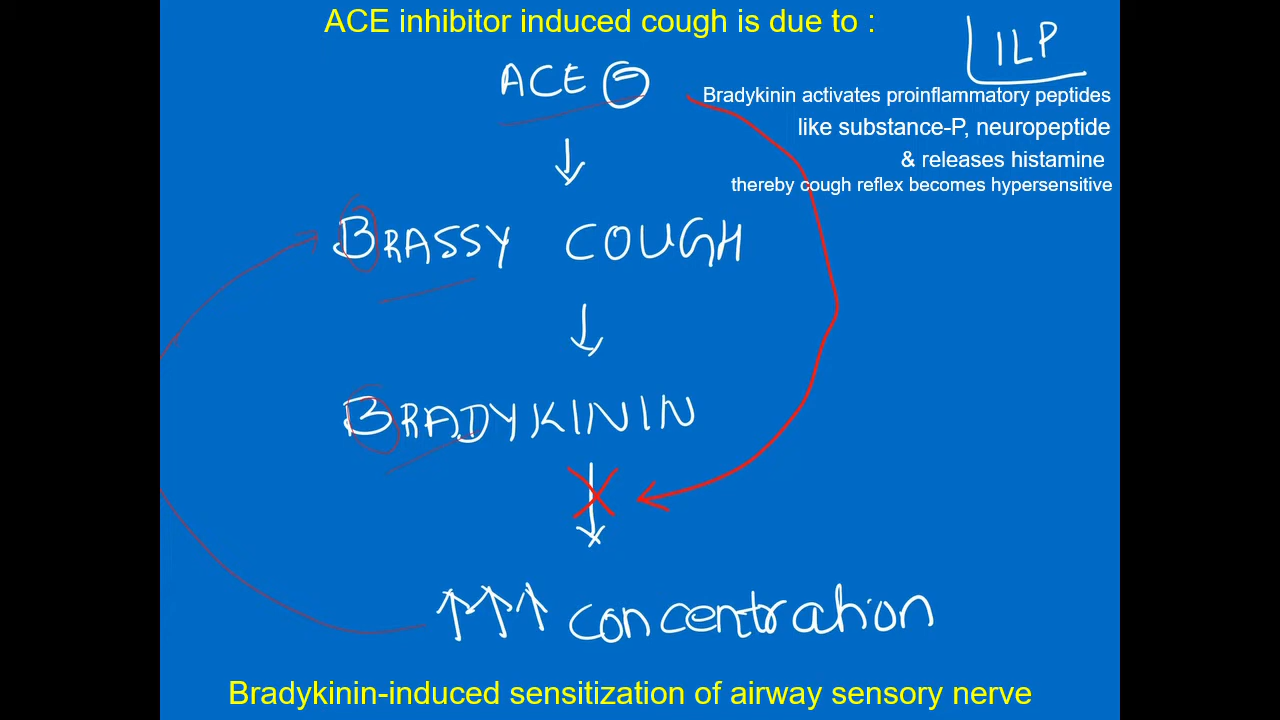 ACE inhibitor induced cough is due to :
ILP
ACE ⊖
Bradykinin activates proinflammatory peptides
like substance-P, neuropeptide
& releases histamine
thereby cough reflex becomes hypersensitive
↓
BRASSY COUGH
↓
BRADYKININ
↓
↑↑↑ concentration
Bradykinin-induced sensitization of airway sensory nerve